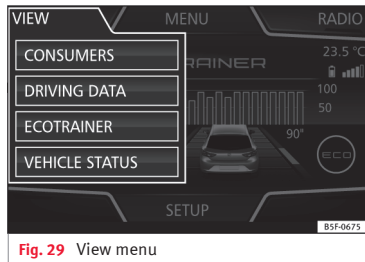 VIEW MENU RADIO
CONSUMERS
DRIVING DATA
ECOTRAINER
VEHICLE STATUS
RAINER
23.5 °C
100
50
90°
ECO
SETUP
B5F-0675
Fig. 29 View menu